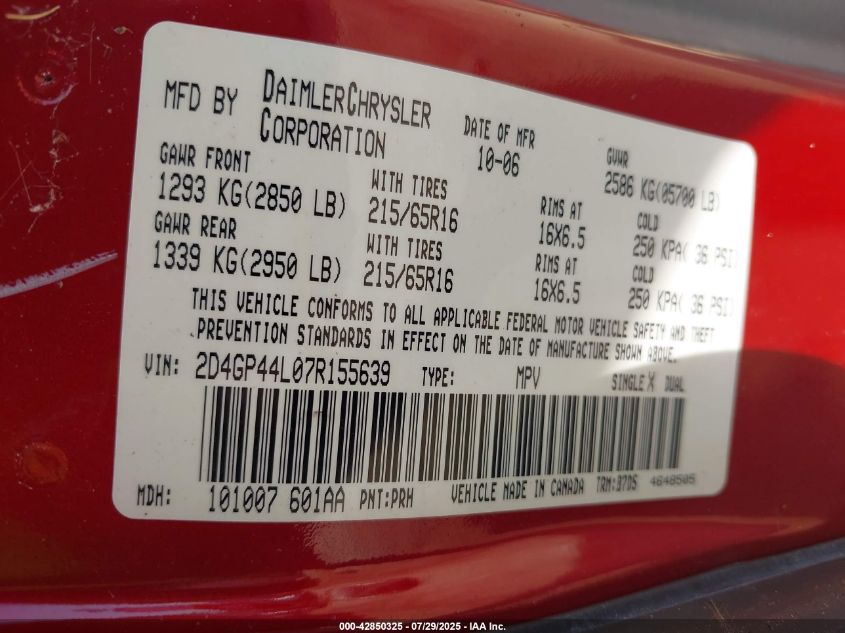 MFD BY DAIMLERCHRYSLER CORPORATION
DATE OF MFR 10-06
GVWR 2586 KG(05700 LB)
GAWR FRONT 1293 KG(2850 LB)
WITH TIRES 215/65R16
RIMS AT 16X6.5
COLD 250 KPA( 36 PSI)
GAWR REAR 1339 KG(2950 LB)
WITH TIRES 215/65R16
RIMS AT 16X6.5
COLD 250 KPA( 36 PSI)
THIS VEHICLE CONFORMS TO ALL APPLICABLE FEDERAL MOTOR VEHICLE SAFETY AND THEFT
PREVENTION STANDARDS IN EFFECT ON THE DATE OF MANUFACTURE SHOWN ABOVE.
VIN: 2D4GP44L07R155639 TYPE: MPV SINGLE X DUAL
MDH: 101007 601AA PNT:PRH VEHICLE MADE IN CANADA TRM:B7D5 4648505
000-42850325 / 07/29/2025 - IAA Inc.